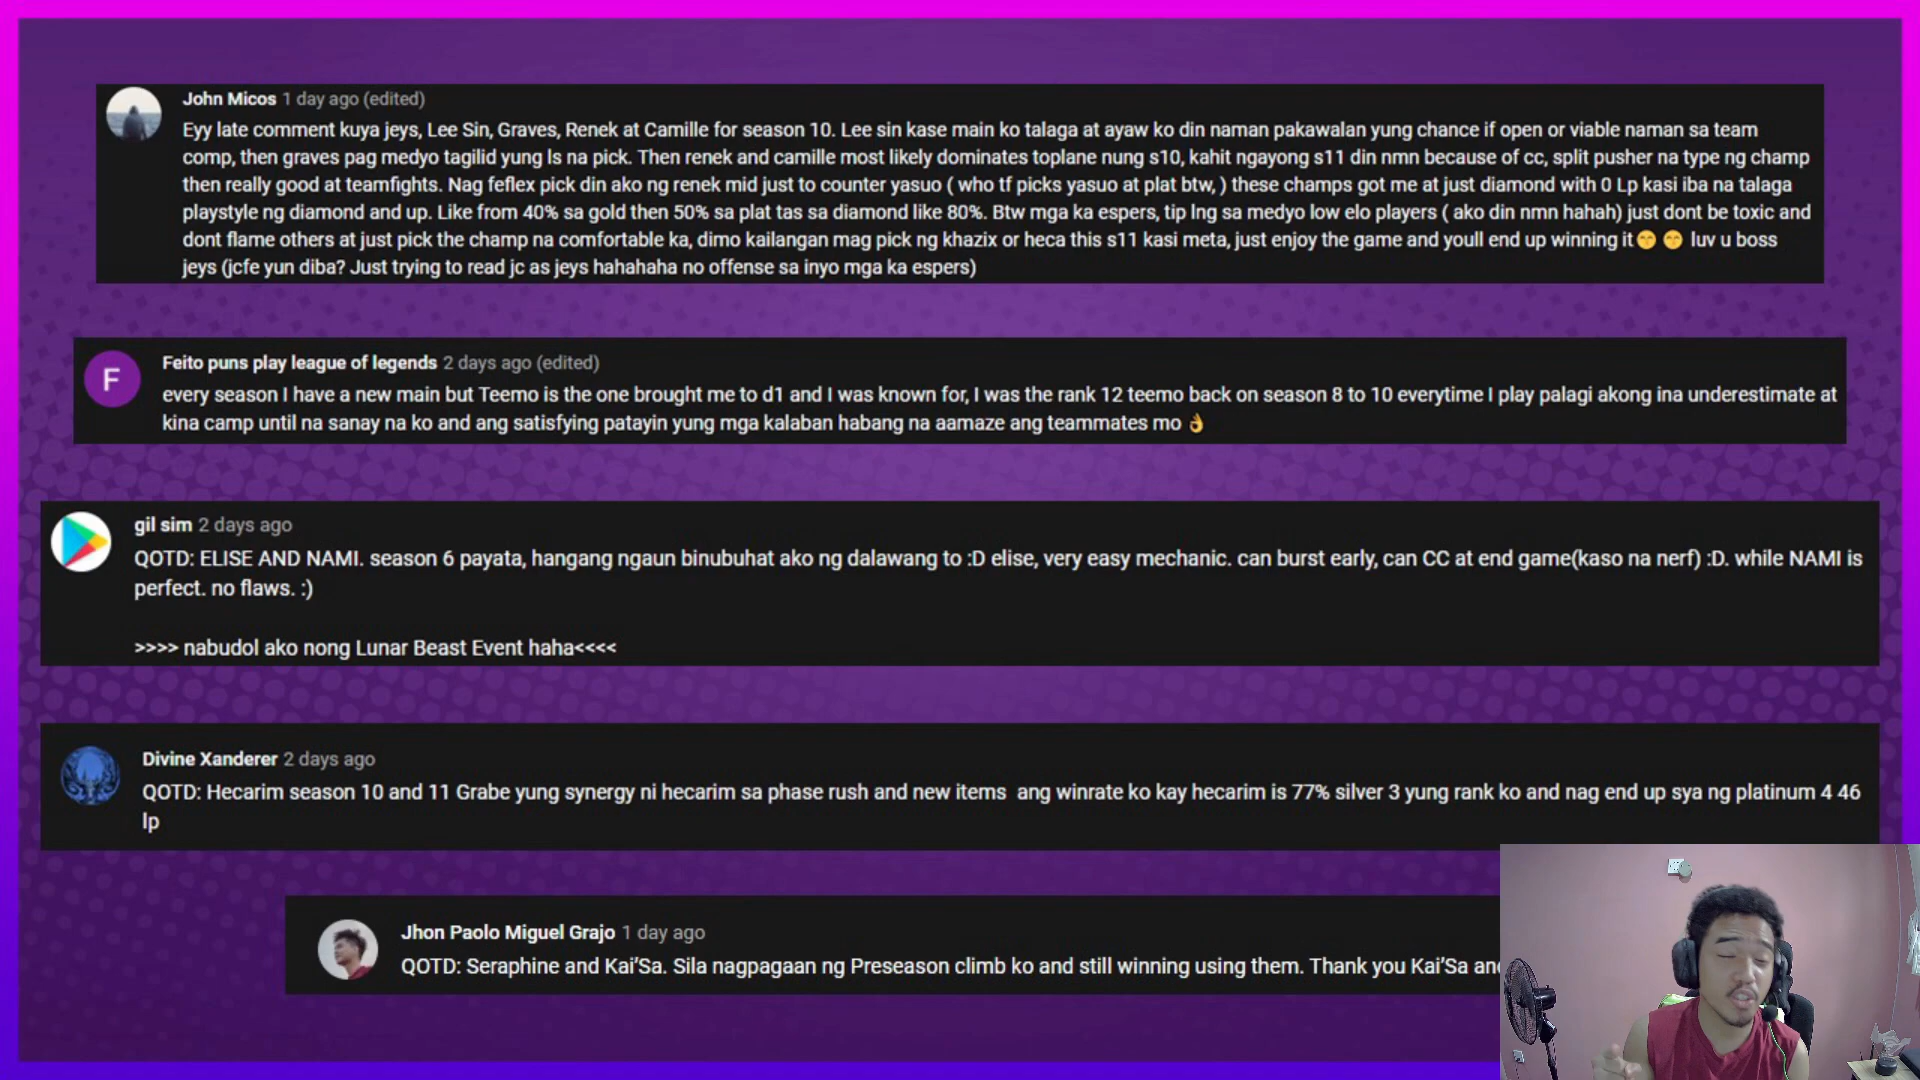 John Micos 1 day ago (edited)
Eyy late comment kuya jeys, Lee Sin, Graves, Renek at Camille for season 10. Lee sin kase main ko talaga at ayaw ko din naman pakawalan yung chance if open or viable naman sa team
comp, then graves pag medyo tagilid yung ls na pick. Then renek and camille most likely dominates toplane nung s10, kahit ngayong s11 din nmn because of cc, split pusher na type ng champ
then really good at teamfights. Nag feflex pick din ako ng renek mid just to counter yasuo ( who tf picks yasuo at plat btw, ) these champs got me at just diamond with 0 Lp kasi iba na talaga
playstyle ng diamond and up. Like from 40% sa gold then 50% sa plat tas sa diamond like 80%. Btw mga ka espers, tip lng sa medyo low elo players ( ako din nmn hahah) just dont be toxic and
dont flame others at just pick the champ na comfortable ka, dimo kailangan mag pick ng khazix or heca this s11 kasi meta, just enjoy the game and youll end up winning it😁 😁 luv u boss
jeys (jcfe yun diba? Just trying to read jc as jeys hahahaha no offense sa inyo mga ka espers)
F
Feito puns play league of legends 2 days ago (edited)
every season I have a new main but Teemo is the one brought me to d1 and I was known for, I was the rank 12 teemo back on season 8 to 10 everytime I play palagi akong ina underestimate at
kina camp until na sanay na ko and ang satisfying patayin yung mga kalaban habang na aamaze ang teammates mo 👌
gil sim 2 days ago
QOTD: ELISE AND NAMI. season 6 payata, hangang ngaun binubuhat ako ng dalawang to :D elise, very easy mechanic. can burst early, can CC at end game(kaso na nerf) :D. while NAMI is
perfect. no flaws. :)
>>>> nabudol ako nong Lunar Beast Event haha<<<<
Divine Xanderer 2 days ago
QOTD: Hecarim season 10 and 11 Grabe yung synergy ni hecarim sa phase rush and new items ang winrate ko kay hecarim is 77% silver 3 yung rank ko and nag end up sya ng platinum 4 46
lp
Jhon Paolo Miguel Grajo 1 day ago
QOTD: Seraphine and Kai'Sa. Sila nagpagaan ng Preseason climb ko and still winning using them. Thank you Kai'Sa and